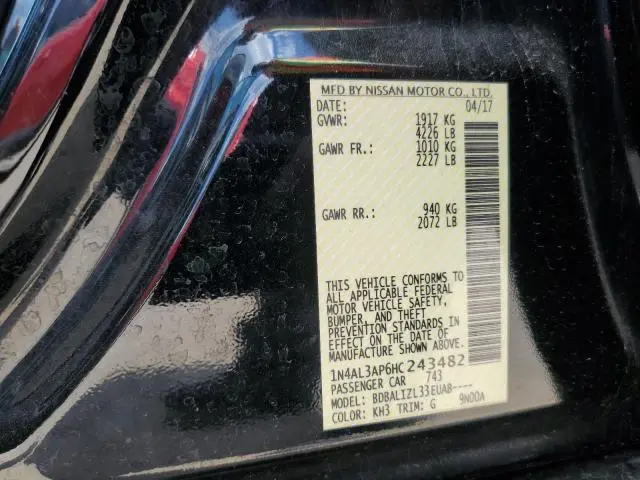 MFD BY NISSAN MOTOR CO., LTD.
DATE: 04/17
GVWR: 1917 KG
4226 LB
GAWR FR.: 1010 KG
2227 LB
GAWR RR.: 940 KG
2072 LB
THIS VEHICLE CONFORMS TO
ALL APPLICABLE FEDERAL
MOTOR VEHICLE SAFETY,
BUMPER, AND THEFT
PREVENTION STANDARDS IN
EFFECT ON THE DATE OF
MANUFACTURE SHOWN ABOVE.
1N4AL3AP6HC243482
PASSENGER CAR 743
MODEL: BDBALIZL33EUA8----
COLOR: KH3 TRIM: G 9N00A